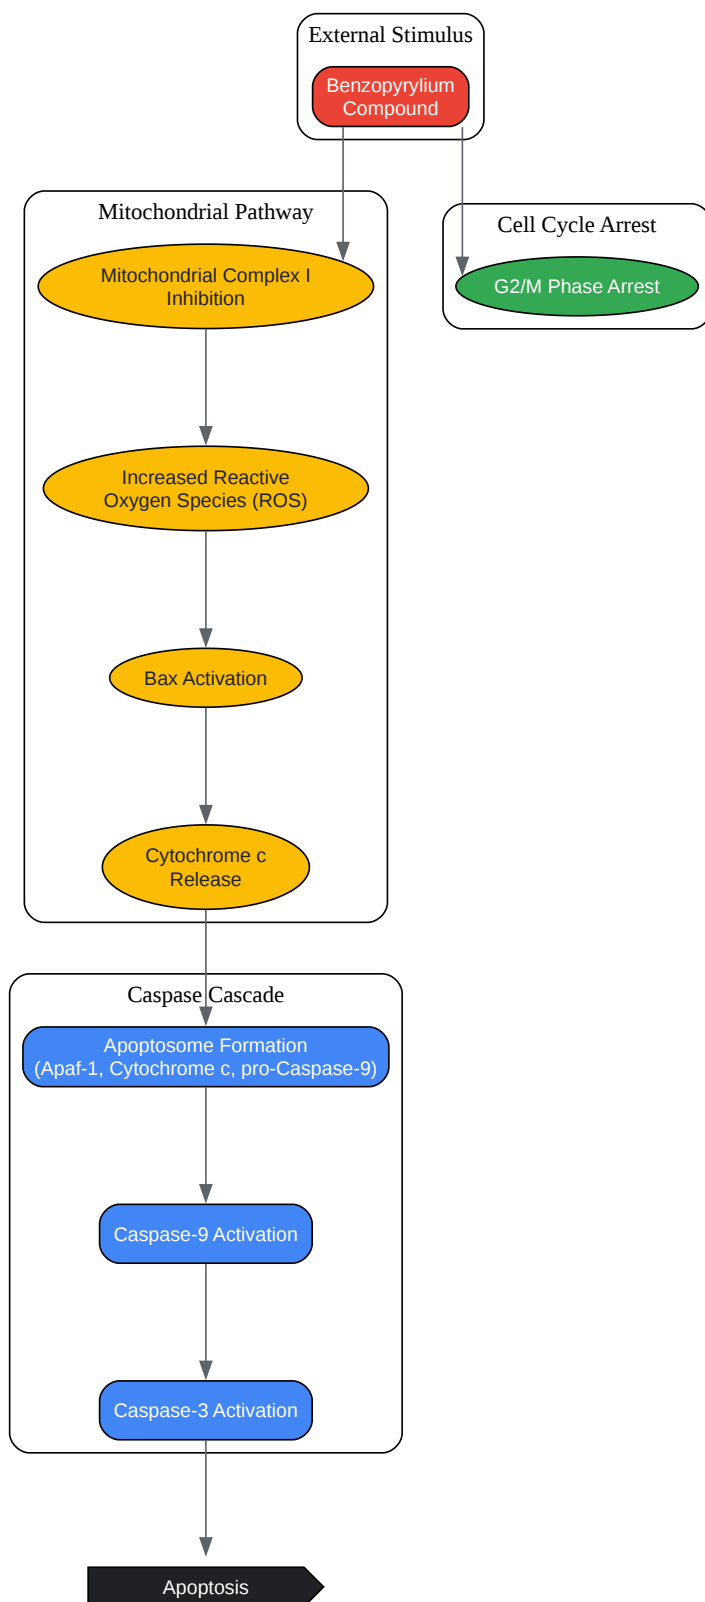 External Stimulus
Benzopyrylium
Compound
Mitochondrial Pathway
Cell Cycle Arrest
Mitochondrial Complex I
Inhibition
G2/M Phase Arrest
Increased Reactive
Oxygen Species (ROS)
Bax Activation
Cytochrome c
Release
Caspase Cascade
Apoptosome Formation
(Apaf-1, Cytochrome c, pro-Caspase-9)
Caspase-9 Activation
Caspase-3 Activation
Apoptosis